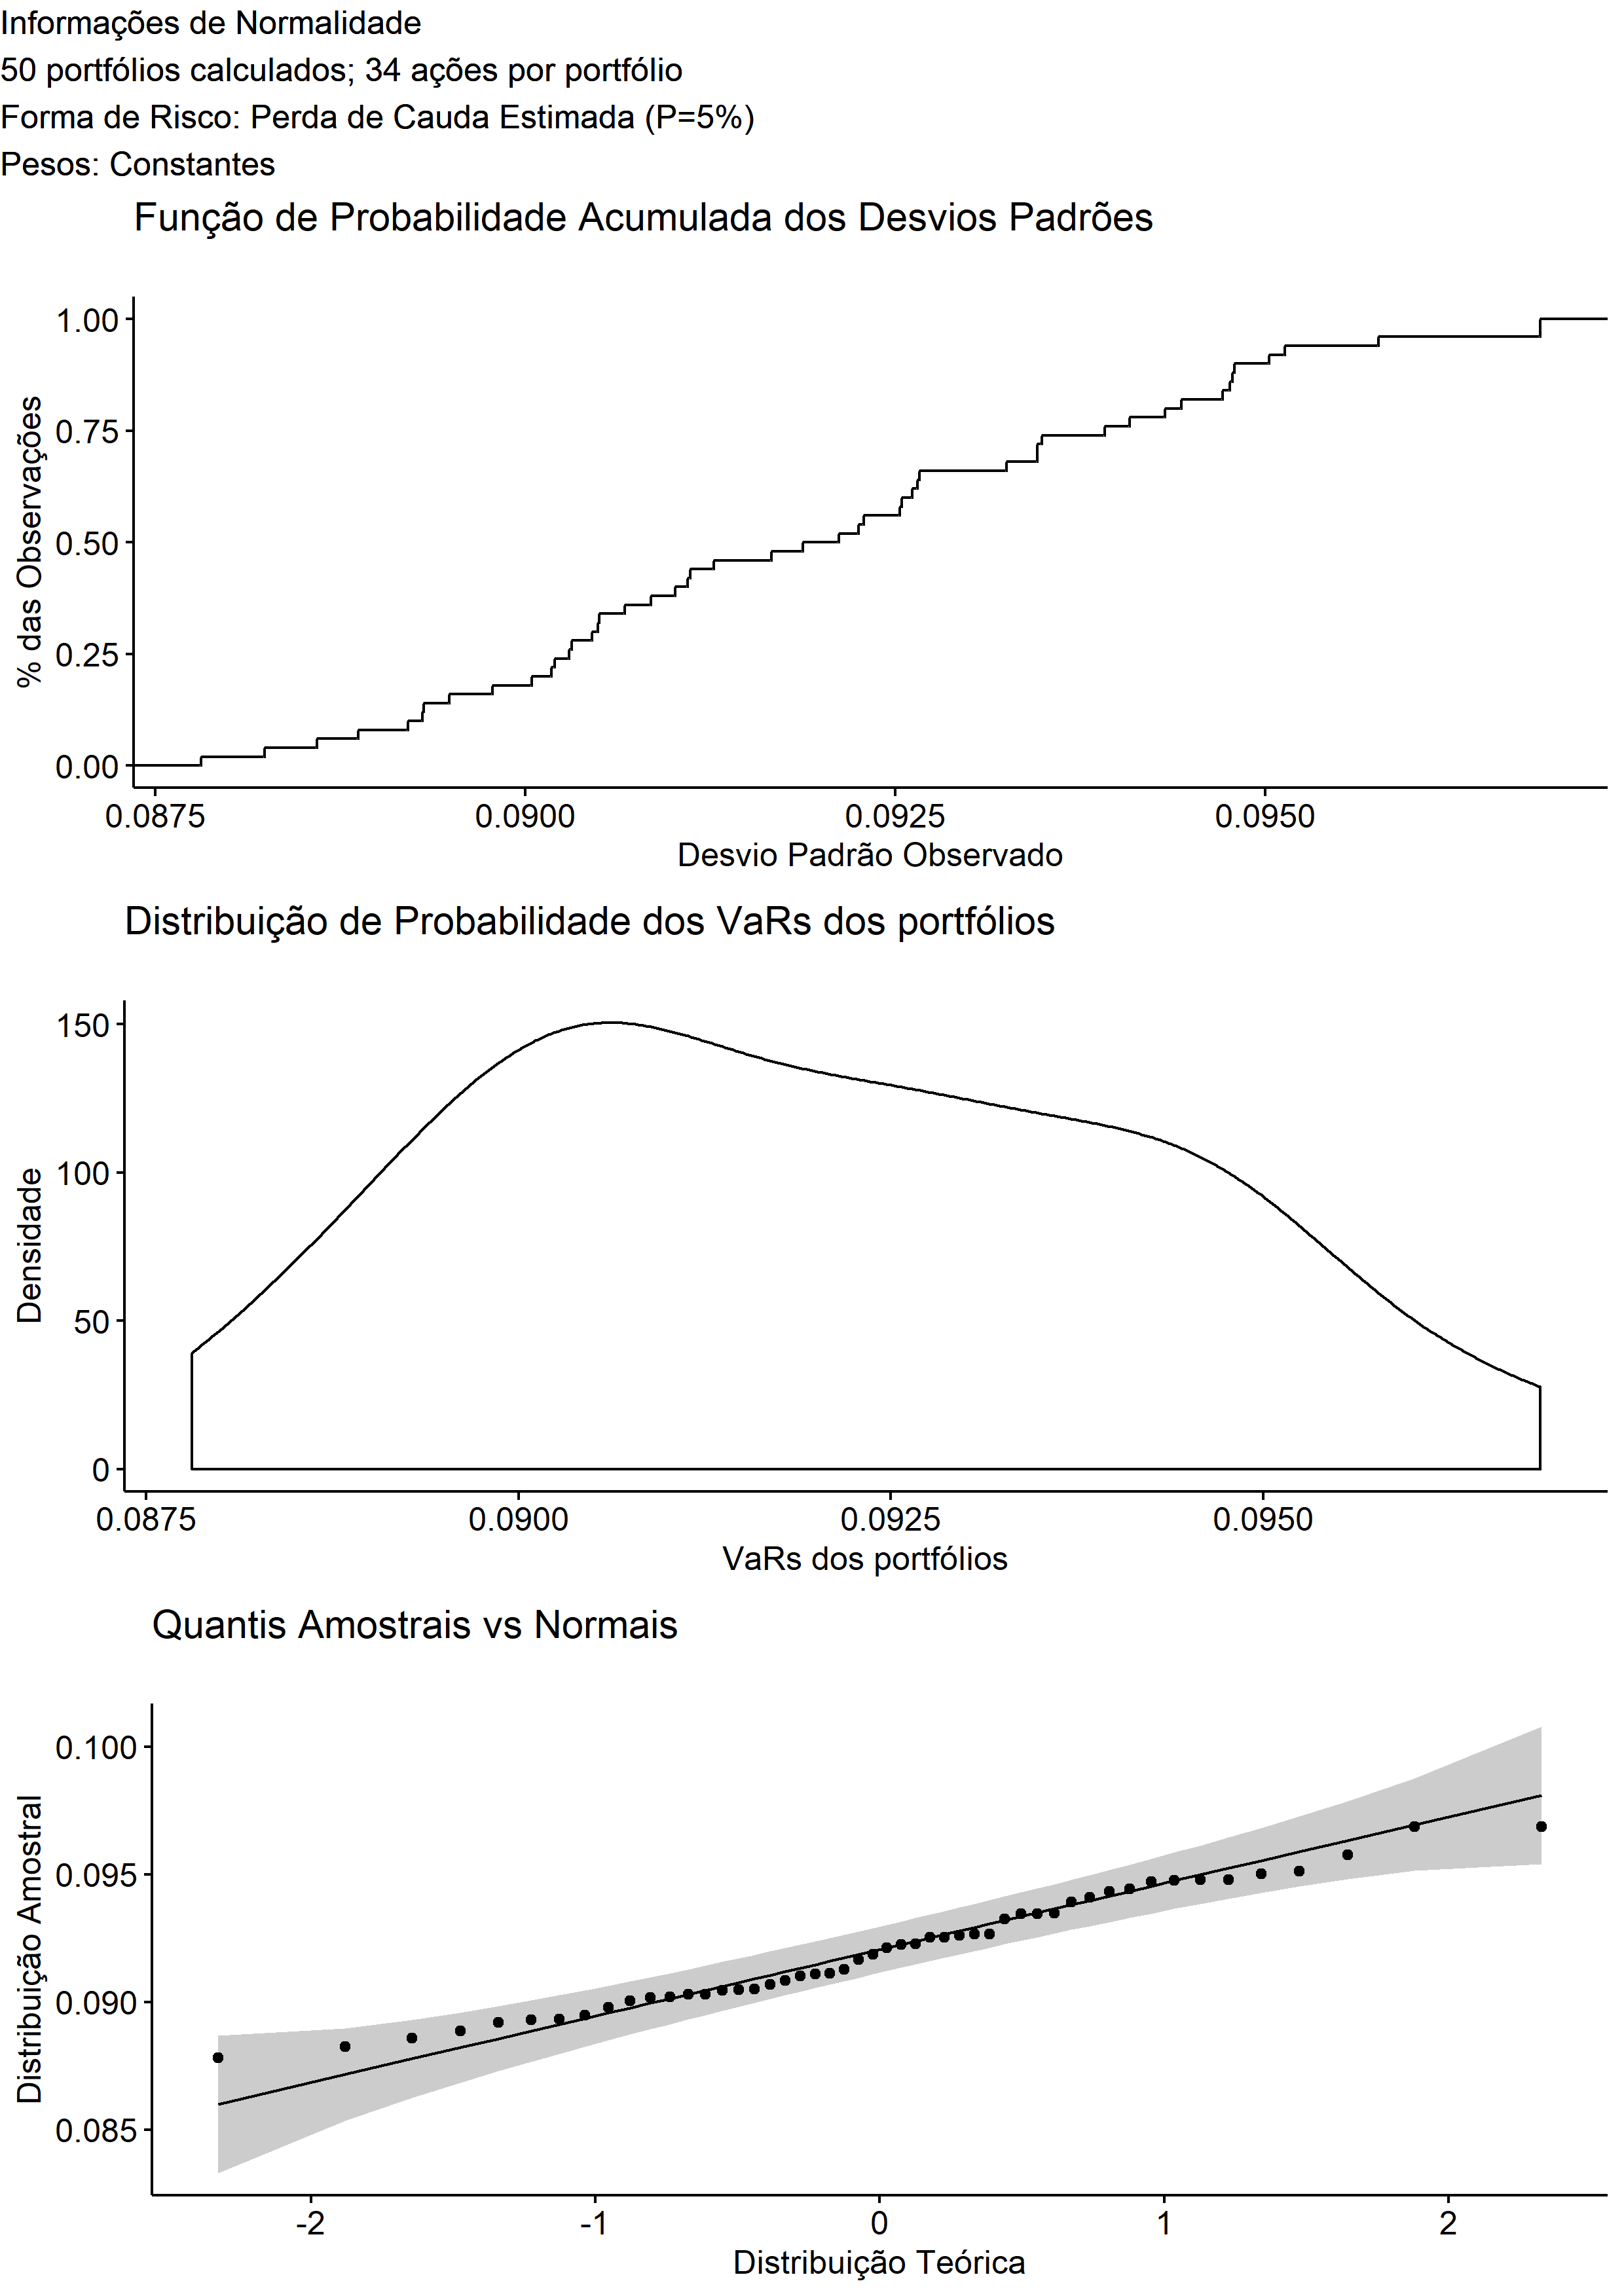 Informações de Normalidade
50 portfólios calculados; 34 ações por portfólio
Forma de Risco: Perda de Cauda Estimada (P=5%)
Pesos: Constantes
Função de Probabilidade Acumulada dos Desvios Padrões
1.00
0.75
0.50
0.25
0.00
% das Observações
0.0875 0.0900 0.0925 0.0950
Desvio Padrão Observado
Distribuição de Probabilidade dos VaRs dos portfólios
150
100
50
0
Densidade
0.0875 0.0900 0.0925 0.0950
VaRs dos portfólios
Quantis Amostrais vs Normais
0.100
0.095
0.090
0.085
Distribuição Amostral
-2 -1 0 1 2
Distribuição Teórica